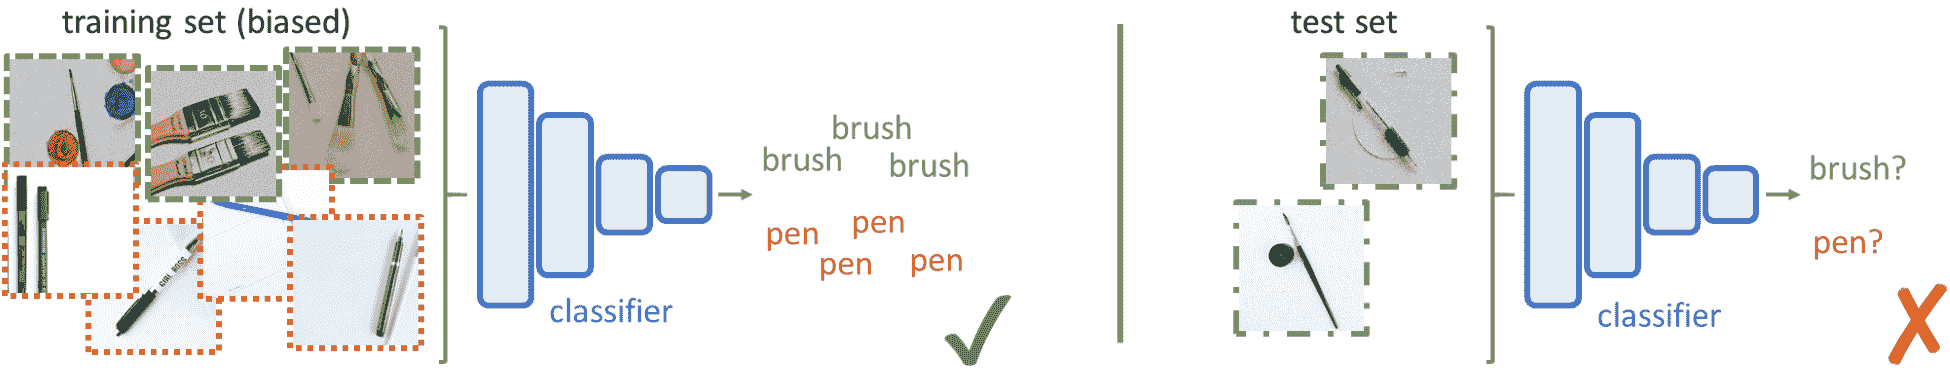 training set (biased)
brush
brush
brush
pen
pen
pen
pen
classifier
test set
brush?
pen?
classifier